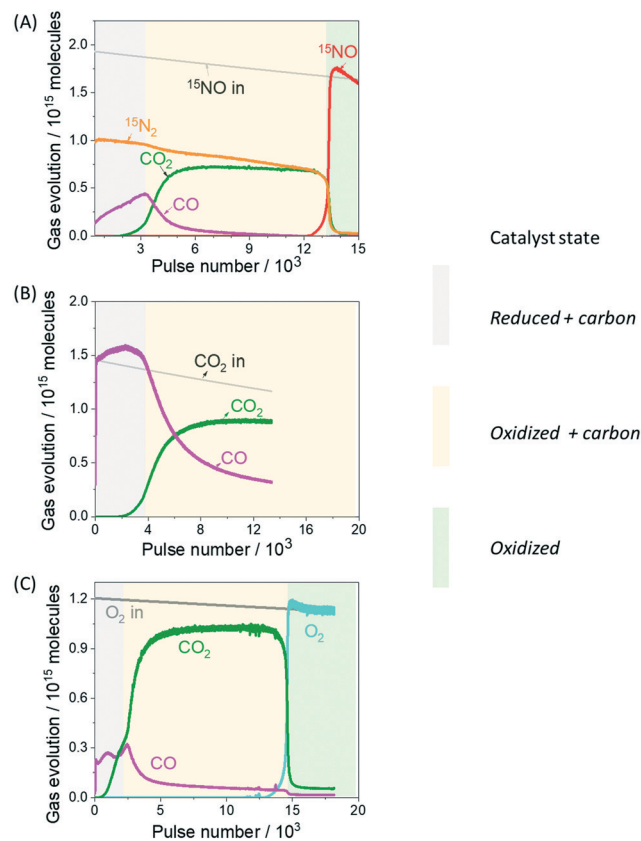 (A)
Gas evolution / 10¹⁵ molecules
2.0
1.5
1.0
0.5
0.0
¹⁵NO
¹⁵NO in
¹⁵N₂
CO₂
CO
3 6 9 12 15
Pulse number / 10³
(B)
Gas evolution / 10¹⁵ molecules
2.0
1.5
1.0
0.5
0.0
CO₂ in
CO₂
CO
0 4 8 12 16 20
Pulse number / 10³
(C)
Gas evolution / 10¹⁵ molecules
1.2
0.9
0.6
0.3
0.0
O₂ in
O₂
CO₂
CO
0 5 10 15 20
Pulse number / 10³
Catalyst state
Reduced + carbon
Oxidized + carbon
Oxidized